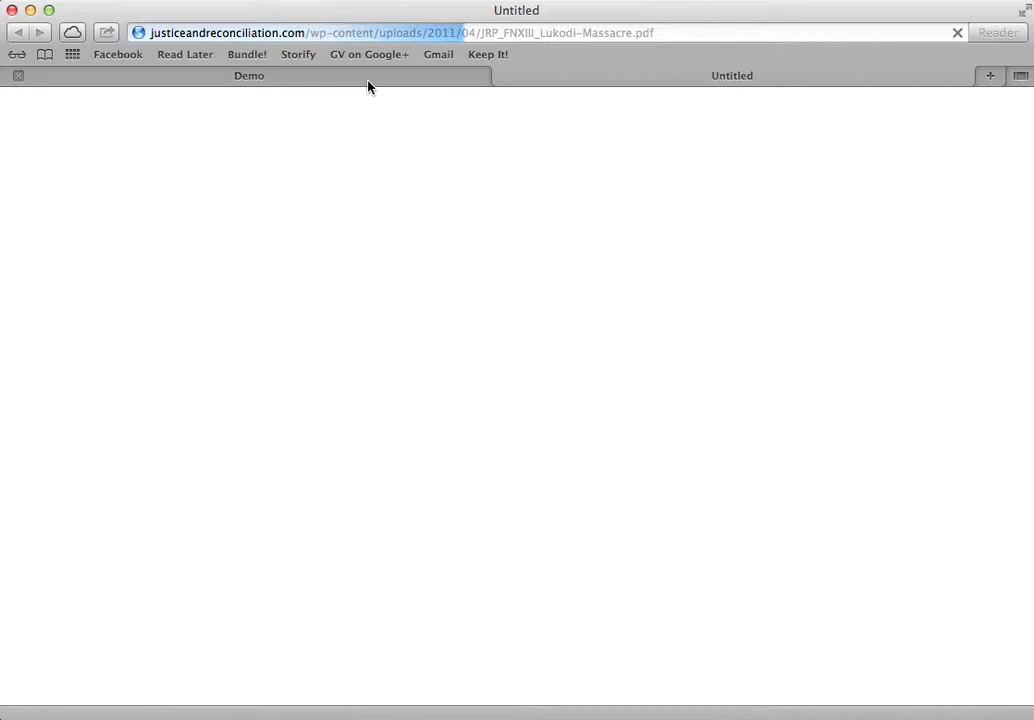 Untitled
justiceandreconciliation.com/wp-content/uploads/2011/04/JRP_FNXIII_Lukodi-Massacre.pdf
Reader
Facebook Read Later Bundle! Storify GV on Google+ Gmail Keep It!
Demo Untitled